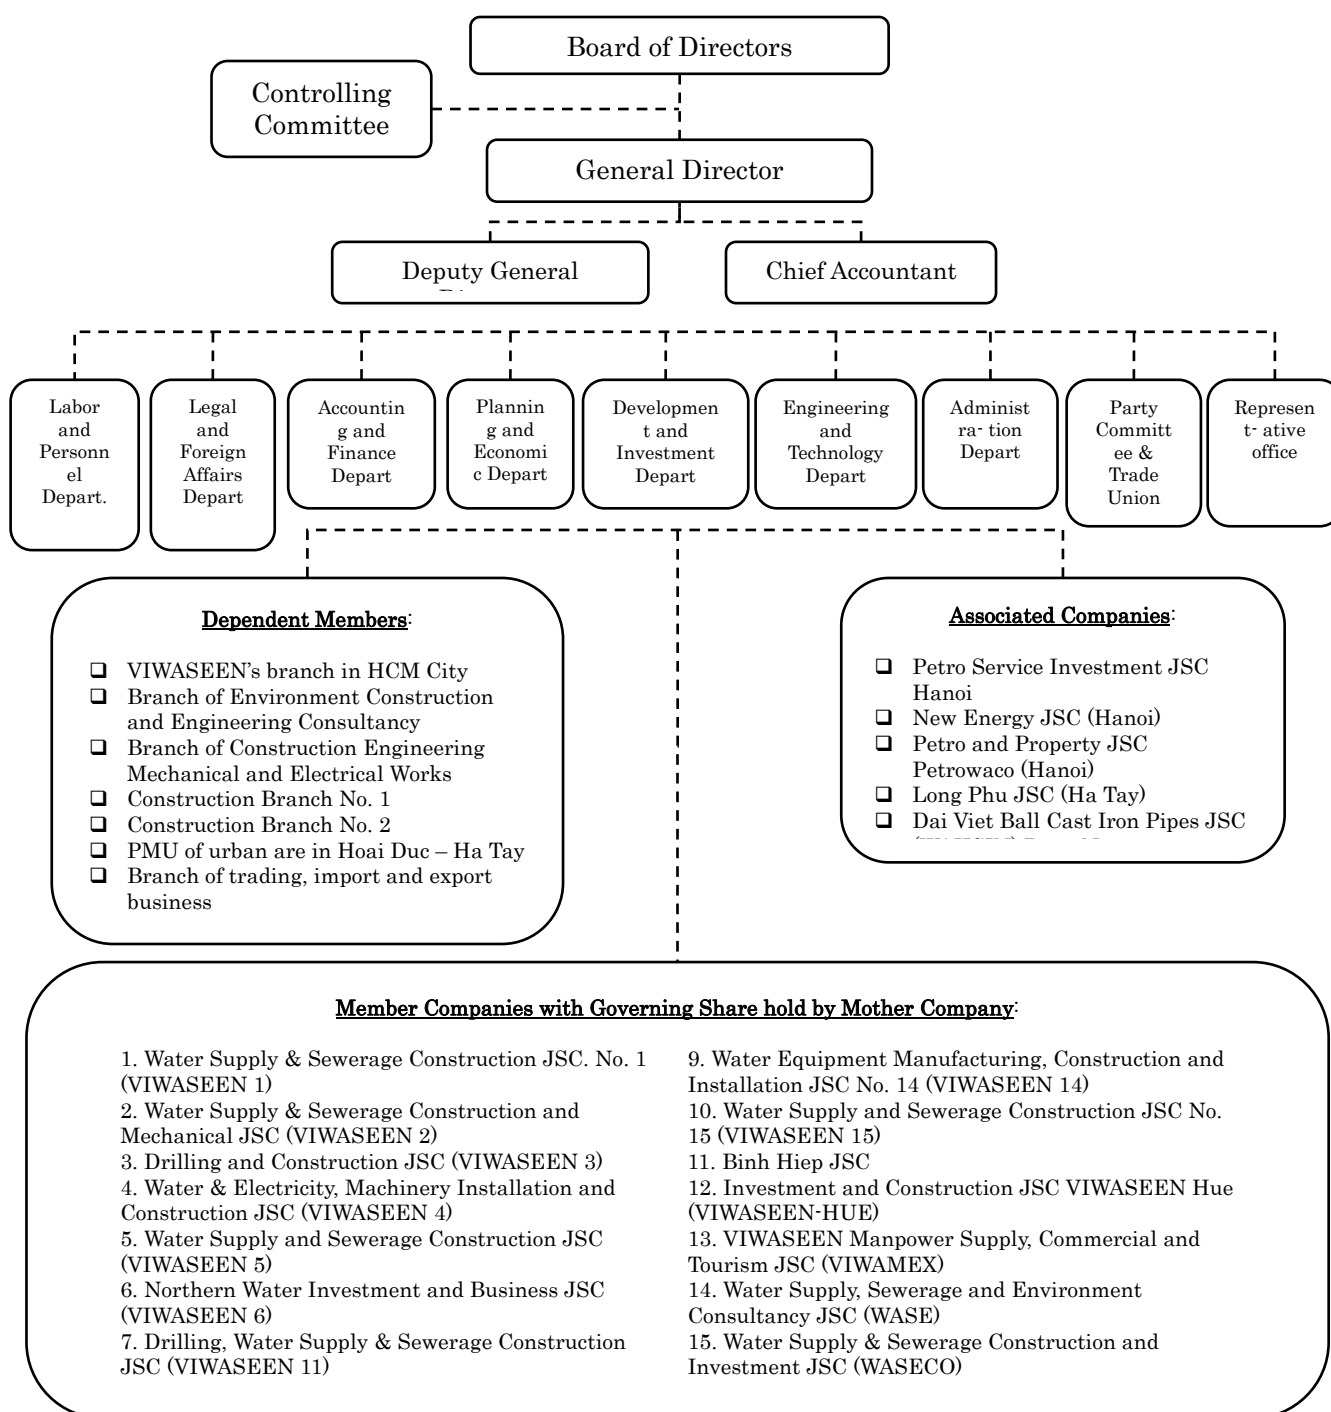 Board of Directors
Controlling
Committee
General Director
Deputy General
Chief Accountant
Labor
and
Personn
el
Depart.
Legal
and
Foreign
Affairs
Depart
Accountin
g and
Finance
Depart
Plannin
g and
Economi
c Depart
Developmen
t and
Investment
Depart
Engineering
and
Technology
Depart
Administ
ra- tion
Depart
Party
Committ
ee &
Trade
Union
Represen
t- ative
office
Dependent Members:
❑ VIWASEEN’s branch in HCM City
❑ Branch of Environment Construction
and Engineering Consultancy
❑ Branch of Construction Engineering
Mechanical and Electrical Works
❑ Construction Branch No. 1
❑ Construction Branch No. 2
❑ PMU of urban are in Hoai Duc – Ha Tay
❑ Branch of trading, import and export
business
Associated Companies:
❑ Petro Service Investment JSC
Hanoi
❑ New Energy JSC (Hanoi)
❑ Petro and Property JSC
Petrowaco (Hanoi)
❑ Long Phu JSC (Ha Tay)
❑ Dai Viet Ball Cast Iron Pipes JSC
Member Companies with Governing Share hold by Mother Company:
1. Water Supply & Sewerage Construction JSC. No. 1
(VIWASEEN 1)
2. Water Supply & Sewerage Construction and
Mechanical JSC (VIWASEEN 2)
3. Drilling and Construction JSC (VIWASEEN 3)
4. Water & Electricity, Machinery Installation and
Construction JSC (VIWASEEN 4)
5. Water Supply and Sewerage Construction JSC
(VIWASEEN 5)
6. Northern Water Investment and Business JSC
(VIWASEEN 6)
7. Drilling, Water Supply & Sewerage Construction
JSC (VIWASEEN 11)
9. Water Equipment Manufacturing, Construction and
Installation JSC No. 14 (VIWASEEN 14)
10. Water Supply and Sewerage Construction JSC No.
15 (VIWASEEN 15)
11. Binh Hiep JSC
12. Investment and Construction JSC VIWASEEN Hue
(VIWASEEN-HUE)
13. VIWASEEN Manpower Supply, Commercial and
Tourism JSC (VIWAMEX)
14. Water Supply, Sewerage and Environment
Consultancy JSC (WASE)
15. Water Supply & Sewerage Construction and
Investment JSC (WASECO)